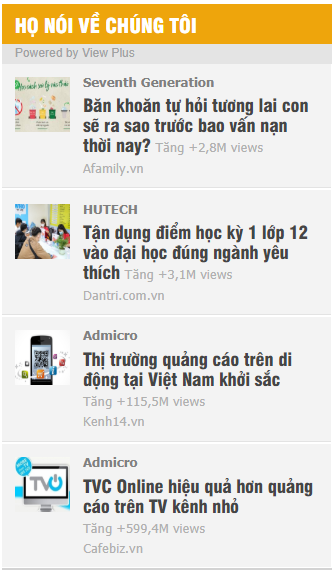 HỌ NÓI VỀ CHÚNG TÔI
Powered by View Plus
Seventh Generation
Băn khoăn tự hỏi tương lai con
sẽ ra sao trước bao vấn nạn
thời nay? Tăng +2,8M views
Afamily.vn
HUTECH
Tận dụng điểm học kỳ 1 lớp 12
vào đại học đúng ngành yêu
thích Tăng +3,1M views
Dantri.com.vn
Admicro
Thị trường quảng cáo trên di
động tại Việt Nam khởi sắc
Tăng +115,5M views
Kenh14.vn
Admicro
TVC Online hiệu quả hơn quảng
cáo trên TV kênh nhỏ
Tăng +599,4M views
Cafebiz.vn